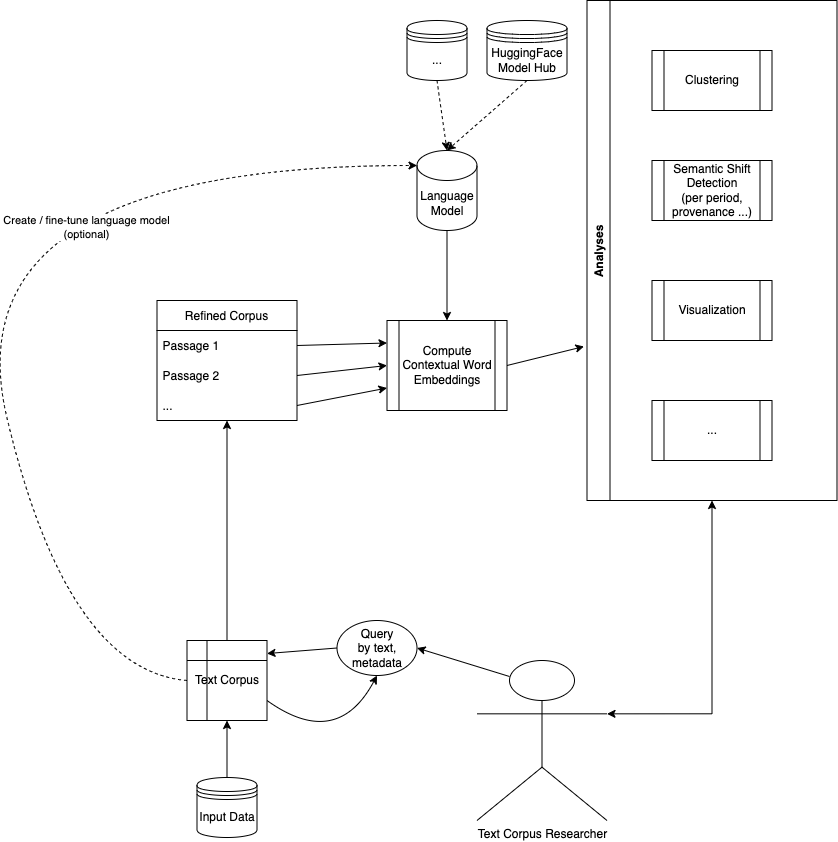 ...
HuggingFace
Model Hub
Clustering
Semantic Shift
Detection
(per period,
provenance ...)
Language
Model
Create / fine-tune language model
(optional)
Analyses
Refined Corpus
Passage 1
Passage 2
...
Compute
Contextual Word
Embeddings
Visualization
...
Query
by text,
metadata
Text Corpus
Input Data
Text Corpus Researcher